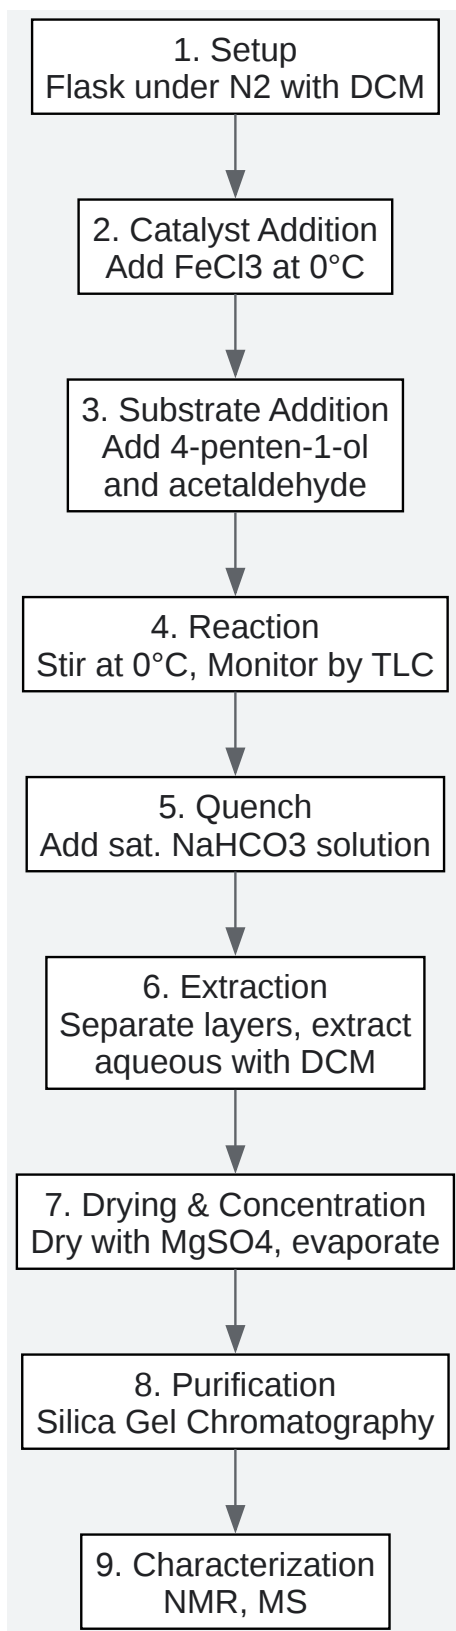 1. Setup
Flask under N2 with DCM
2. Catalyst Addition
Add FeCl3 at 0°C
3. Substrate Addition
Add 4-penten-1-ol
and acetaldehyde
4. Reaction
Stir at 0°C, Monitor by TLC
5. Quench
Add sat. NaHCO3 solution
6. Extraction
Separate layers, extract
aqueous with DCM
7. Drying & Concentration
Dry with MgSO4, evaporate
8. Purification
Silica Gel Chromatography
9. Characterization
NMR, MS